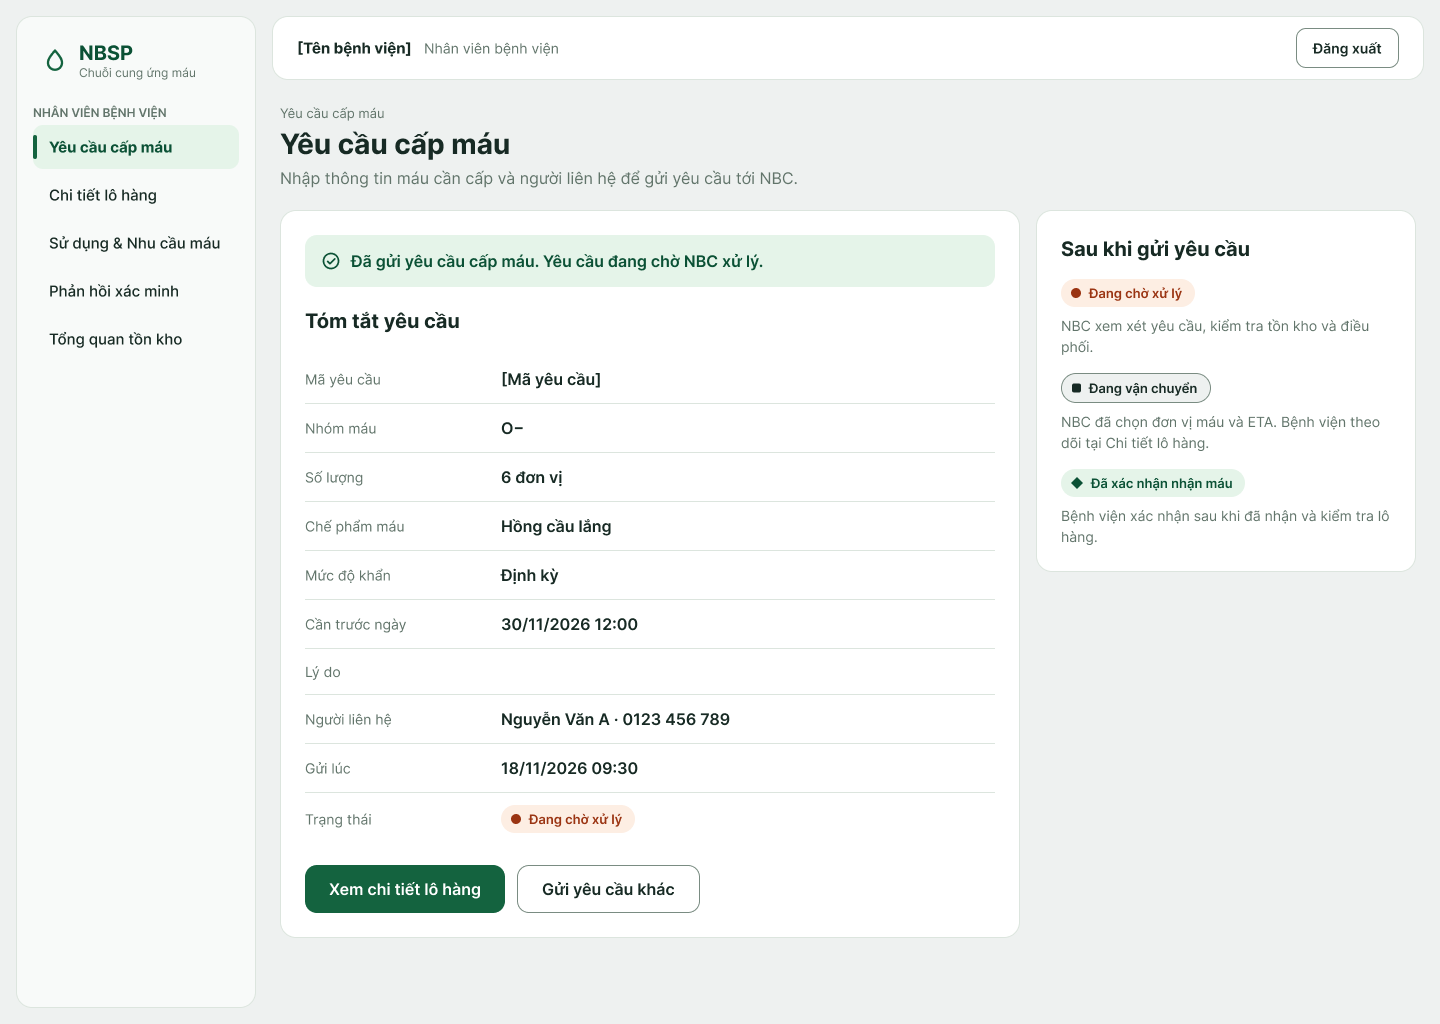 NBSP
Chuỗi cung ứng máu
NHÂN VIÊN BỆNH VIỆN
Yêu cầu cấp máu
Chi tiết lô hàng
Sử dụng & Nhu cầu máu
Phản hồi xác minh
Tổng quan tồn kho
[Tên bệnh viện] Nhân viên bệnh viện
Đăng xuất
Yêu cầu cấp máu
Yêu cầu cấp máu
Nhập thông tin máu cần cấp và người liên hệ để gửi yêu cầu tới NBC.
Đã gửi yêu cầu cấp máu. Yêu cầu đang chờ NBC xử lý.
Tóm tắt yêu cầu
Mã yêu cầu [Mã yêu cầu]
Nhóm máu O−
Số lượng 6 đơn vị
Chế phẩm máu Hồng cầu lắng
Mức độ khẩn Định kỳ
Cần trước ngày 30/11/2026 12:00
Lý do
Người liên hệ Nguyễn Văn A · 0123 456 789
Gửi lúc 18/11/2026 09:30
Trạng thái Đang chờ xử lý
Xem chi tiết lô hàng
Gửi yêu cầu khác
Sau khi gửi yêu cầu
Đang chờ xử lý
NBC xem xét yêu cầu, kiểm tra tồn kho và điều
phối.
Đang vận chuyển
NBC đã chọn đơn vị máu và ETA. Bệnh viện theo
dõi tại Chi tiết lô hàng.
Đã xác nhận nhận máu
Bệnh viện xác nhận sau khi đã nhận và kiểm tra lô
hàng.